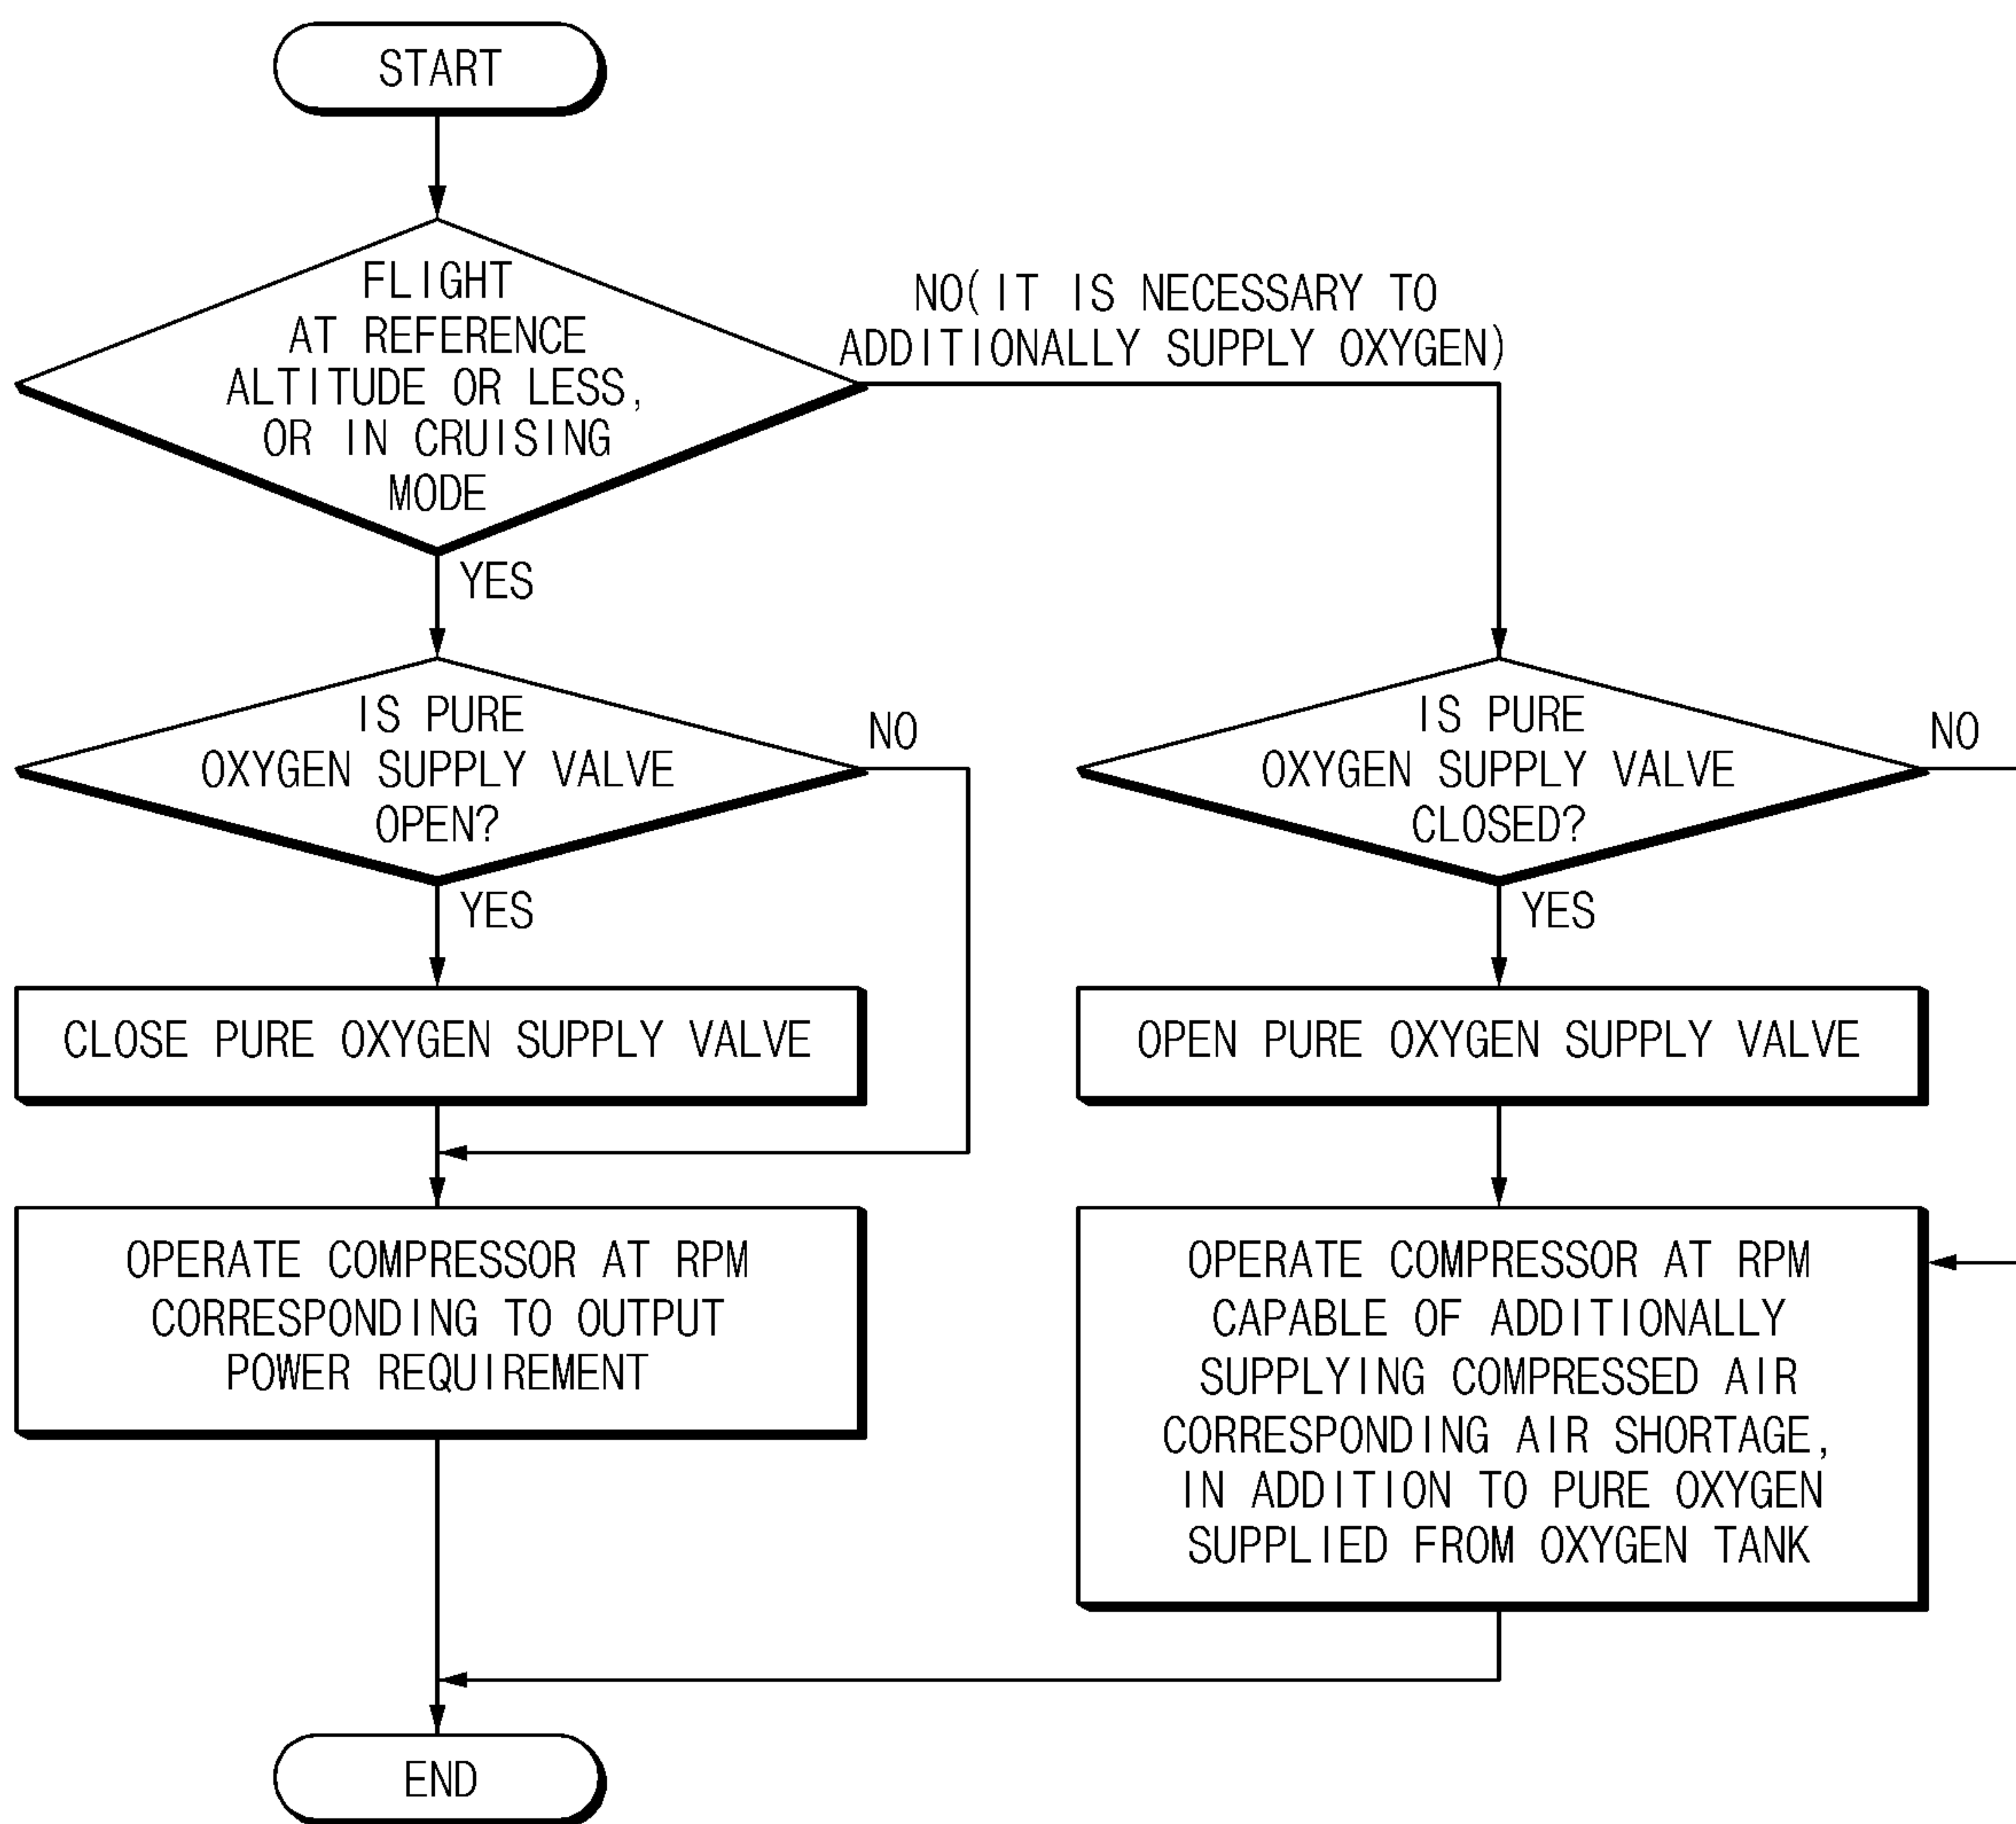 START
FLIGHT
AT REFERENCE
ALTITUDE OR LESS,
OR IN CRUISING
MODE
NO(IT IS NECESSARY TO
ADDITIONALLY SUPPLY OXYGEN)
YES
IS PURE
OXYGEN SUPPLY VALVE
OPEN?
NO
YES
CLOSE PURE OXYGEN SUPPLY VALVE
OPERATE COMPRESSOR AT RPM
CORRESPONDING TO OUTPUT
POWER REQUIREMENT
IS PURE
OXYGEN SUPPLY VALVE
CLOSED?
NO
YES
OPEN PURE OXYGEN SUPPLY VALVE
OPERATE COMPRESSOR AT RPM
CAPABLE OF ADDITIONALLY
SUPPLYING COMPRESSED AIR
CORRESPONDING AIR SHORTAGE,
IN ADDITION TO PURE OXYGEN
SUPPLIED FROM OXYGEN TANK
END